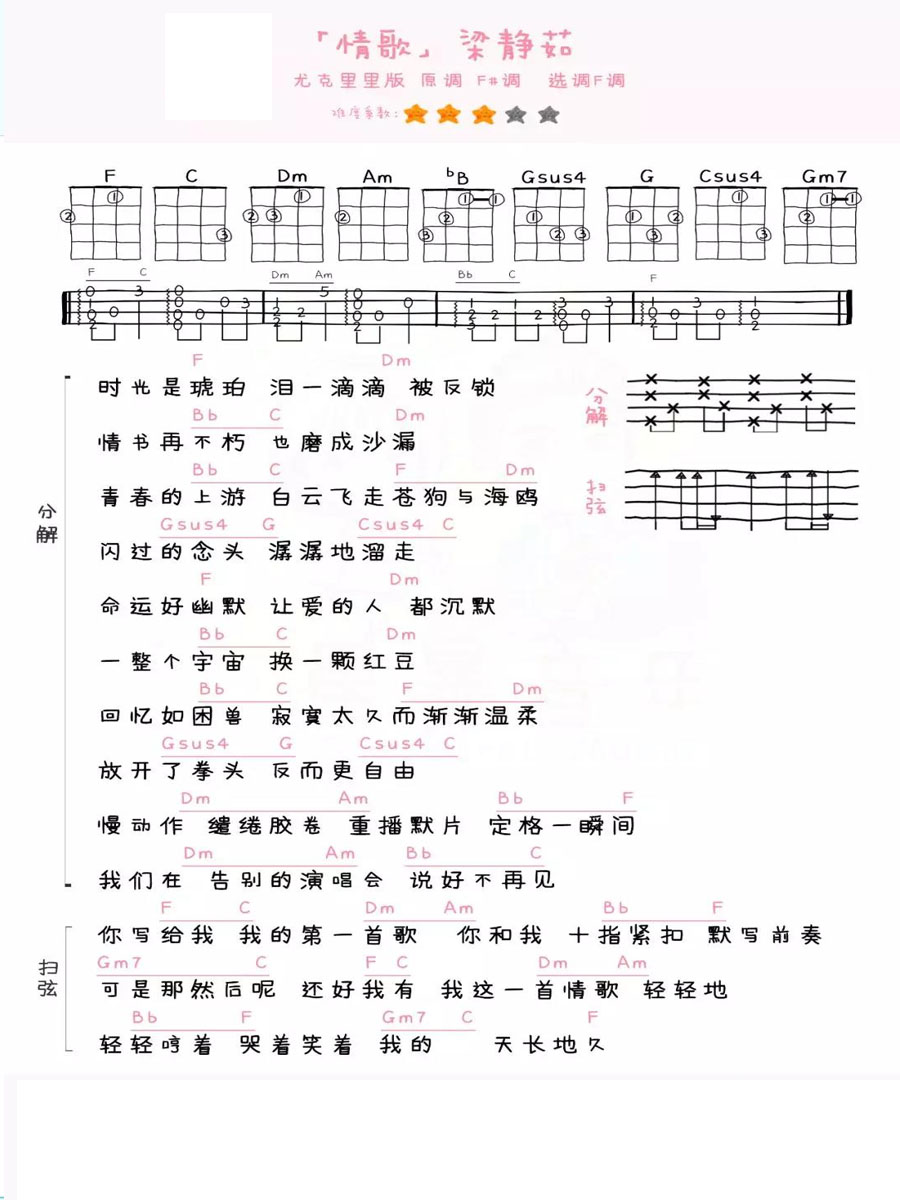 「情歌」 梁静茹
尤克里里版 原调 F#调 选调F调
难度系数:
F C Dm Am bB Gsus4 G Csus4 Gm7
F C Dm Am Bb C F
F Dm
时光是琥珀 泪一滴滴 被反锁
Bb C Dm
情书再不朽 也磨成沙漏
Bb C F Dm
青春的上游 白云飞走苍狗与海鸥
Gsus4 G Csus4 C
闪过的念头 潺潺地溜走
F Dm
命运好幽默 让爱的人 都沉默
Bb C Dm
一整个宇宙 换一颗红豆
Bb C F Dm
回忆如困兽 寂寞太久而渐渐温柔
Gsus4 G Csus4 C
放开了拳头 反而更自由
Dm Am Bb F
慢动作 缱绻胶卷 重播默片 定格一瞬间
Dm Am Bb C
我们在 告别的演唱会 说好不再见
F C Dm Am Bb F
你写给我 我的第一首歌 你和我 十指紧扣 默写前奏
Gm7 C F C Dm Am
可是那然后呢 还好我有 我这一首情歌 轻轻地
Bb F Gm7 C F
轻轻哼着 哭着笑着 我的 天长地久
分解
扫弦
分解
扫弦